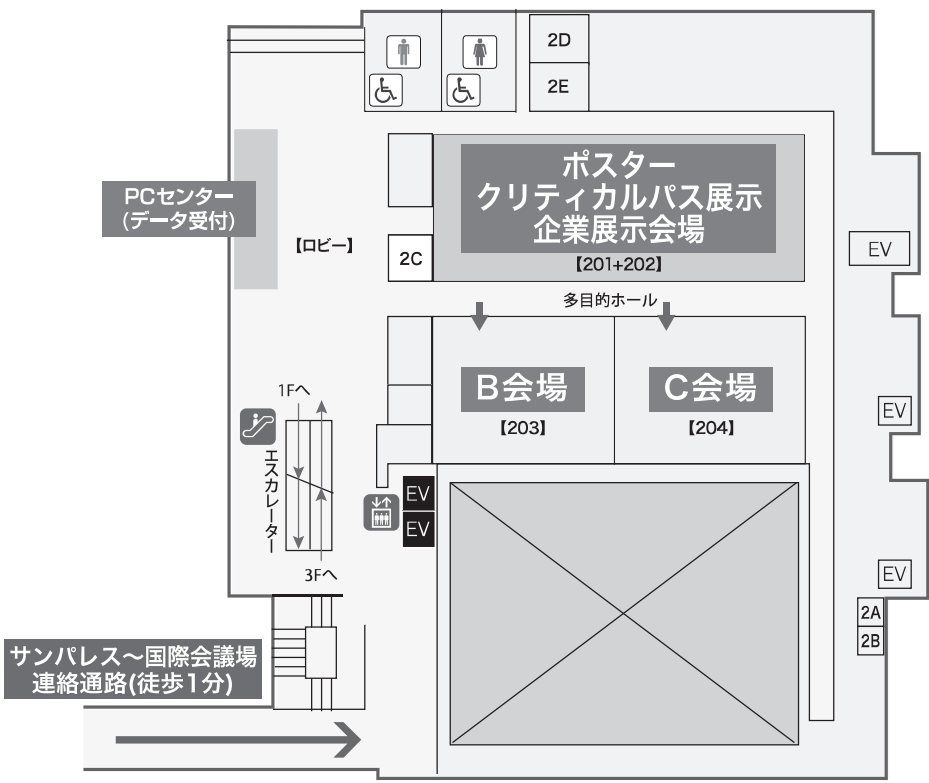 2D
2E
ポスター
クリティカルパス展示
企業展示会場
【201+202】
PCセンター
(データ受付)
【ロビー】
2C
EV
多目的ホール
B会場
【203】
C会場
【204】
1Fへ
EV
エスカレーター
EV
EV
3Fへ
EV
2A
2B
サンパレス〜国際会議場
連絡通路(徒歩1分)